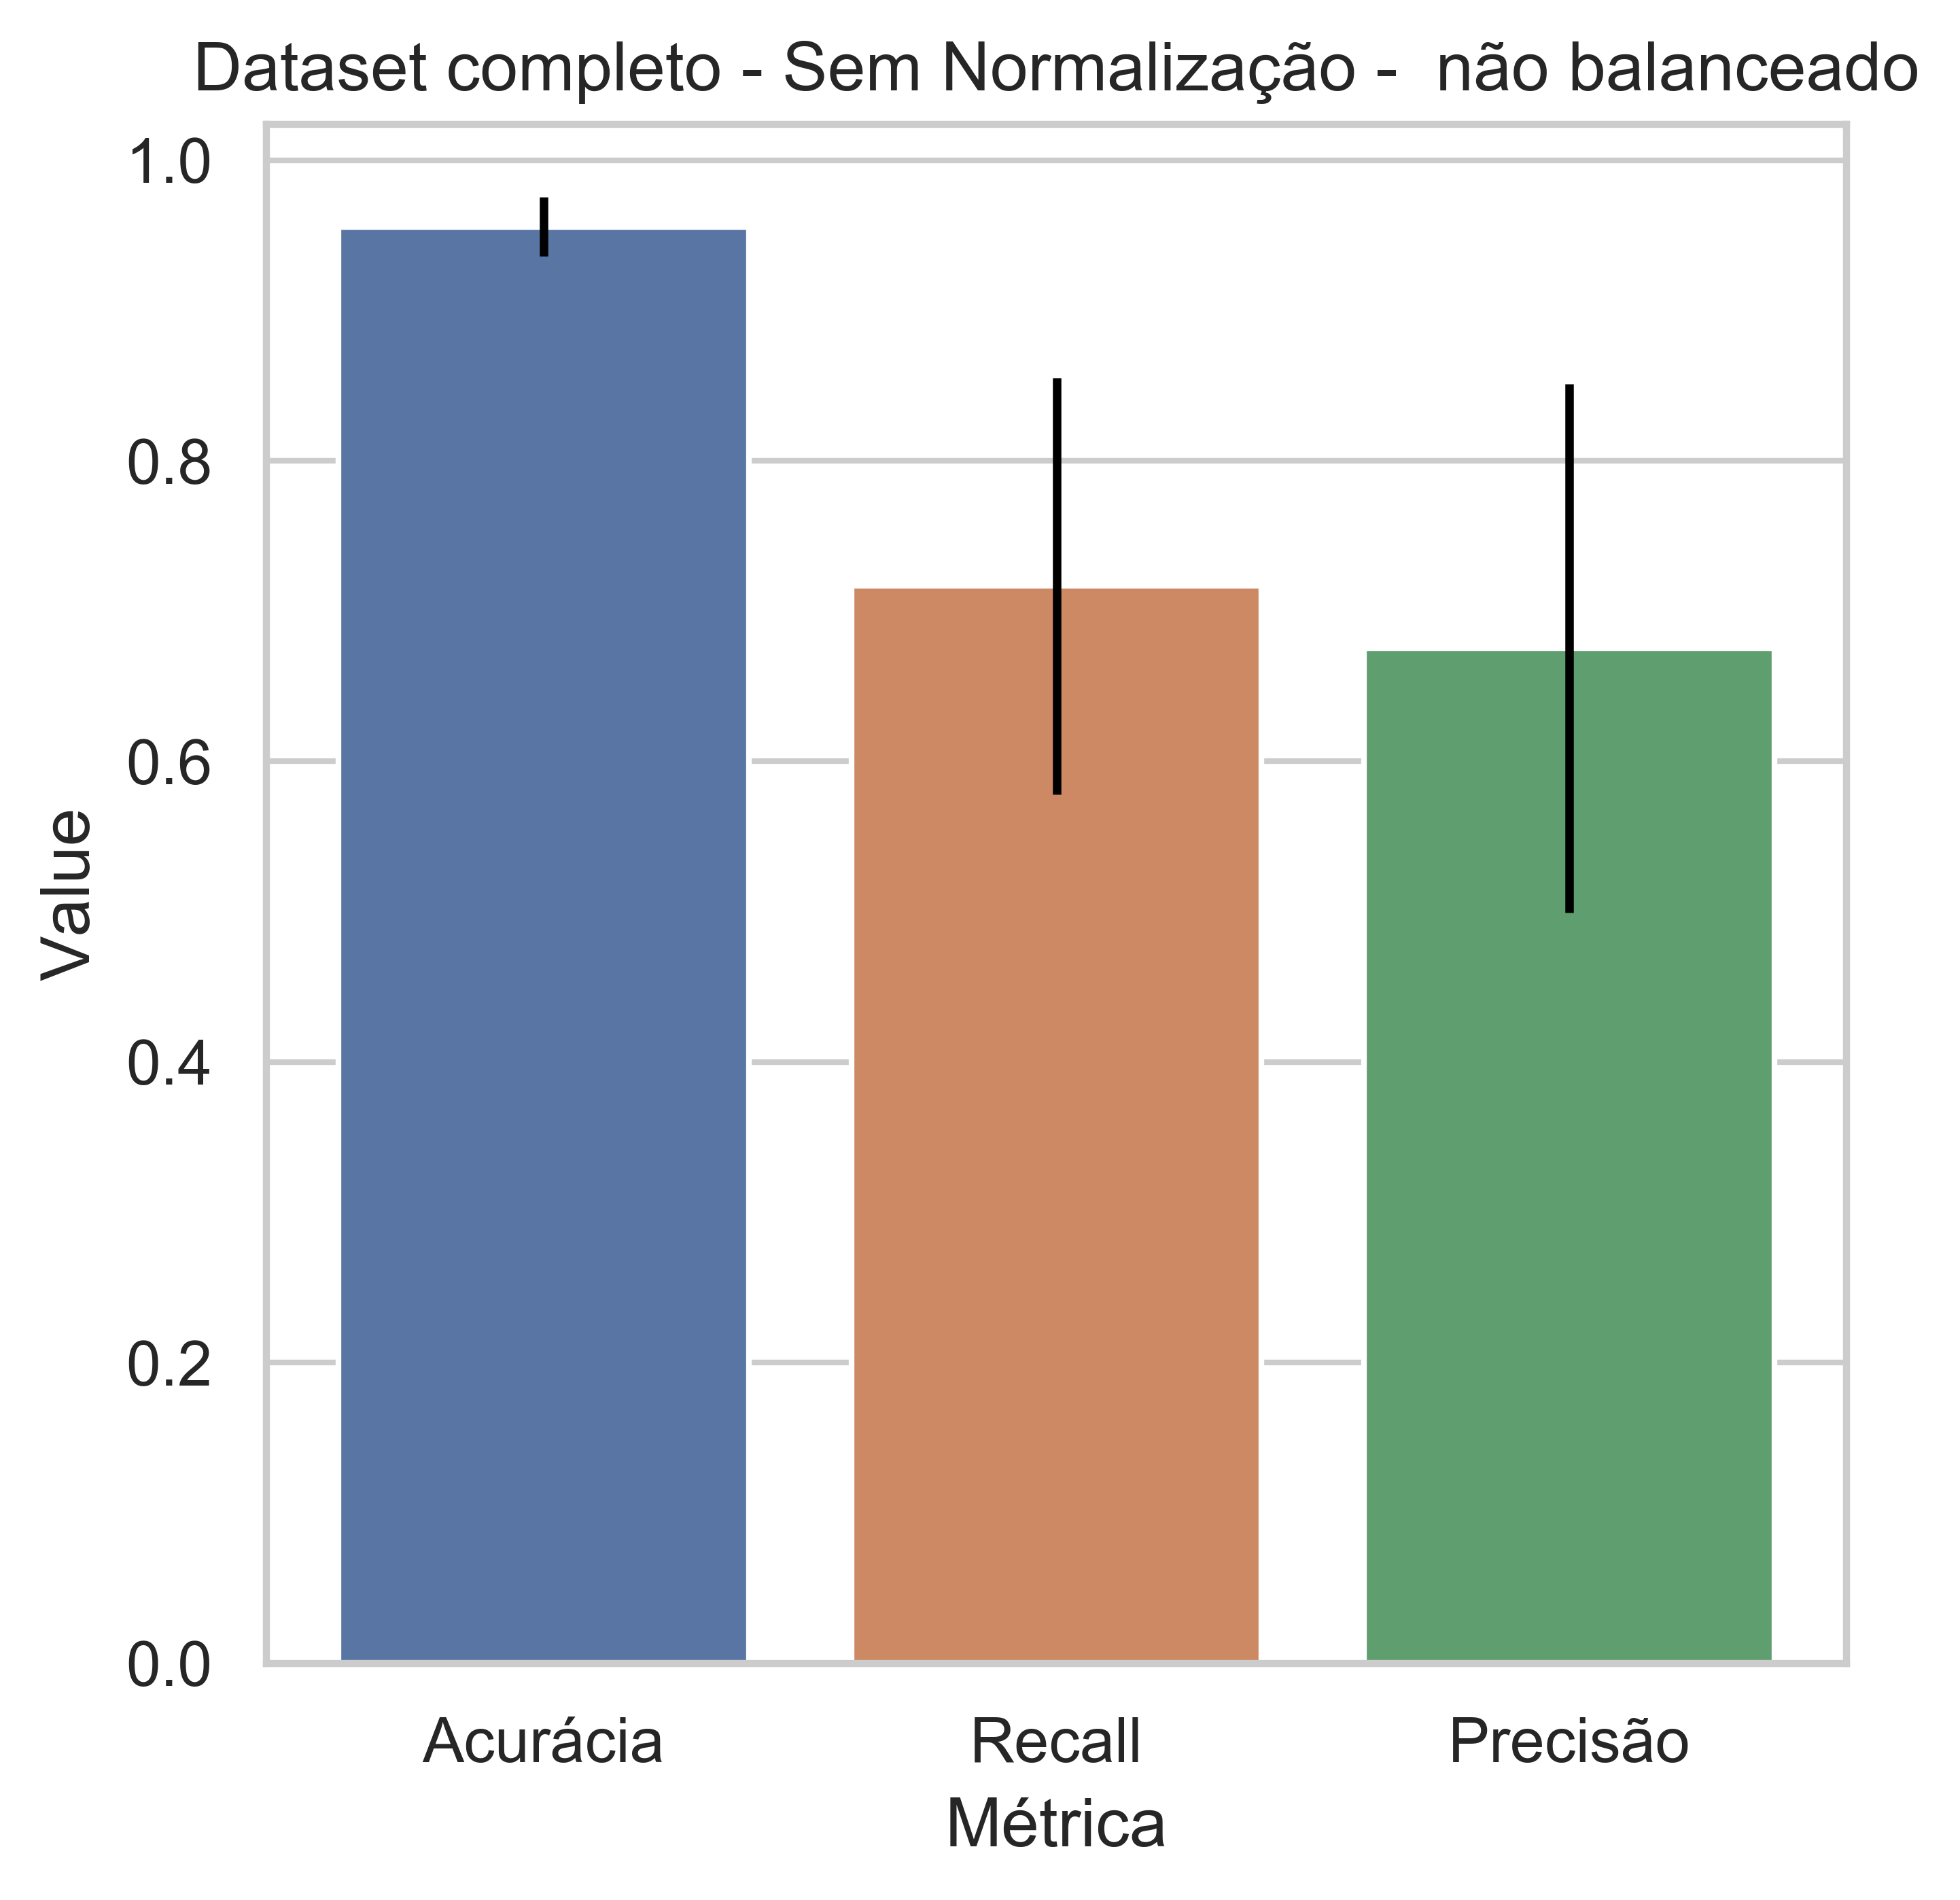 Dataset completo - Sem Normalização -  não balanceado
1.0
0.8
0.6
0.4
0.2
0.0
Value
Acurácia
Recall
Precisão
Métrica